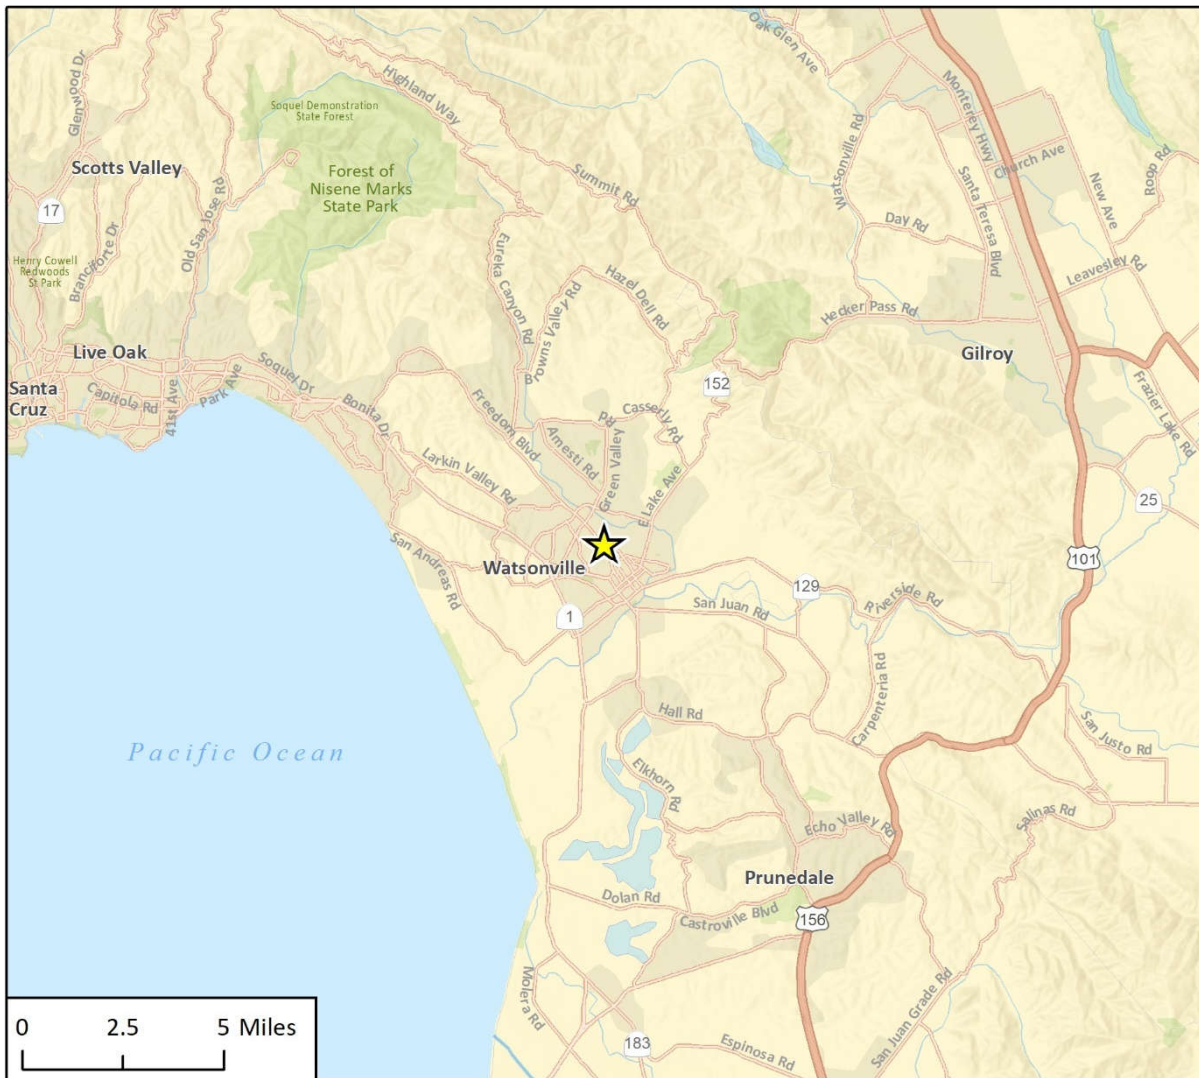 Oak Glen Ave
Glenwood Dr
Highland Way
Monterey Hwy
Soquel Demonstration
State Forest
Church Ave
Watsonville Rd
Scotts Valley
Forest of
Nisene Marks
State Park
Roop Rd
Summit Rd
Santa Teresa Blvd
New Ave
17
Old San Jose Rd
Branciforte Dr
Day Rd
Henry Cowell
Redwoods
St Park
Eureka Canyon Rd
Leavesley Rd
Hazel Dell Rd
Browns Valley Rd
Hecker Pass Rd
Live Oak
Gilroy
Soquel Dr
Santa
Cruz
Capitola Rd
41st Ave
Park Ave
152
Frazier Lake Rd
Bonita Dr
Freedom Blvd
Casserly Rd
Green Valley
Rd
Amesti Rd
Larkin Valley Rd
E Lake Ave
25
San Andreas Rd
Watsonville
101
129
Riverside Rd
San Juan Rd
1
Carpenteria Rd
Hall Rd
San Justo Rd
Pacific Ocean
Elkhorn Rd
Salinas Rd
Echo Valley Rd
Prunedale
Dolan Rd
Castroville Blvd
156
Molera Rd
San Juan Grade Rd
183
Espinosa Rd
0 2.5 5 Miles